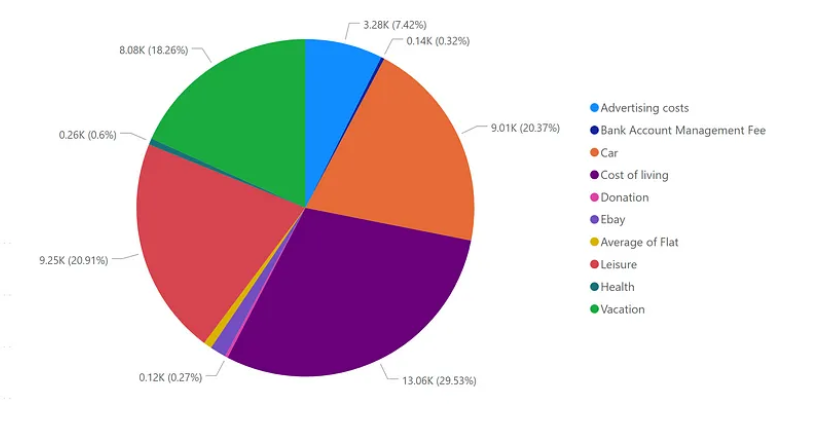 3.28K (7.42%)
0.14K (0.32%)
8.08K (18.26%)
0.26K (0.6%)
9.01K (20.37%)
9.25K (20.91%)
0.12K (0.27%)
13.06K (29.53%)
Advertising costs
Bank Account Management Fee
Car
Cost of living
Donation
Ebay
Average of Flat
Leisure
Health
Vacation